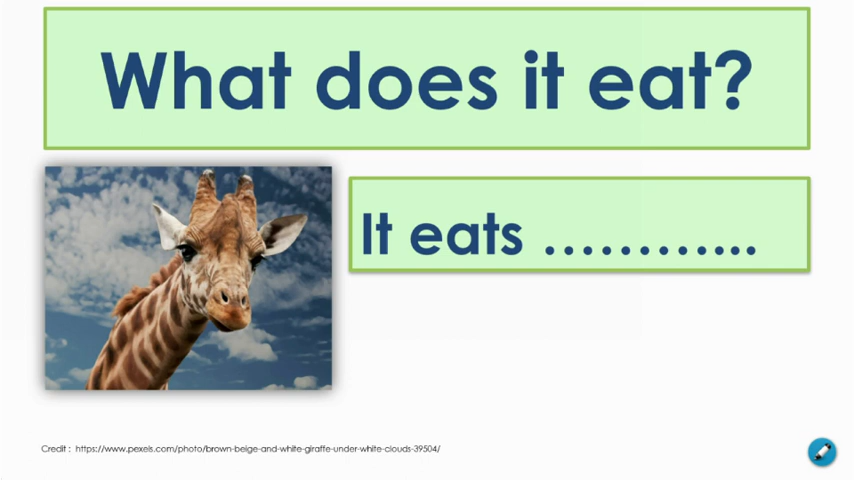 What does it eat?
It eats …………...
Credit : https://www.pexels.com/photo/brown-beige-and-white-giraffe-under-white-clouds-39504/